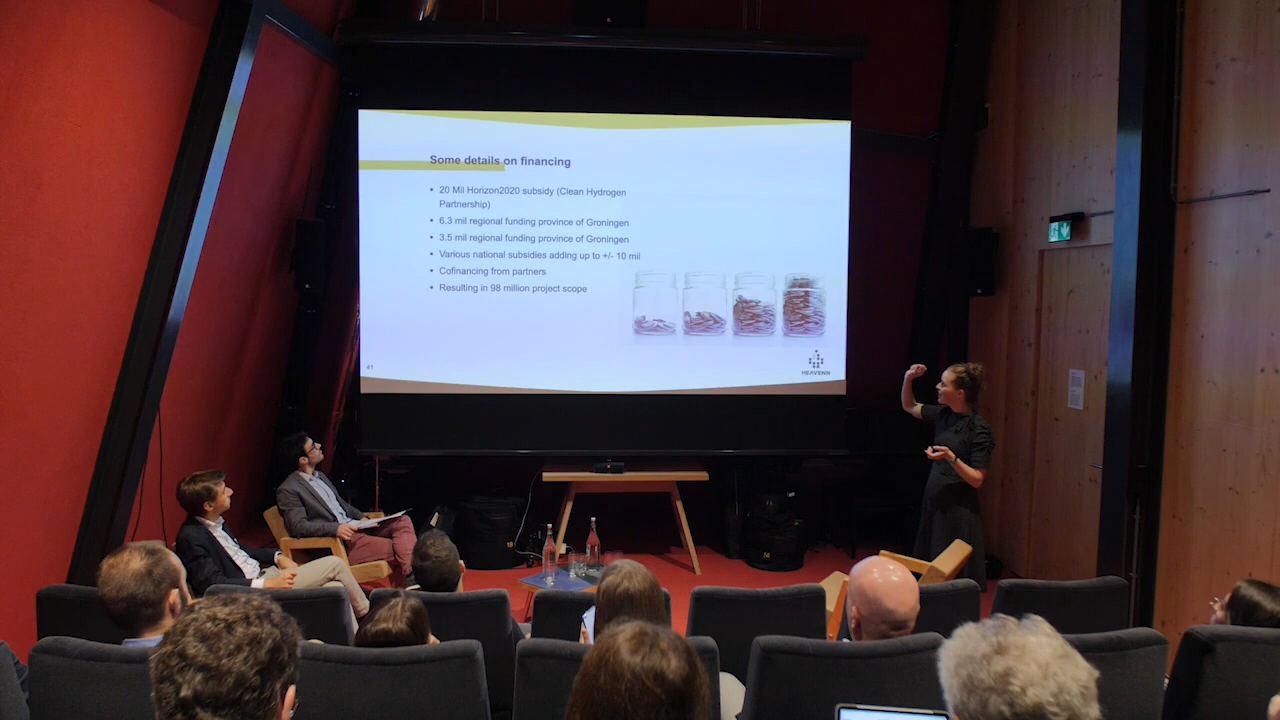 Some details on financing
• 20 Mil Horizon2020 subsidy (Clean Hydrogen
Partnership)
• 6.3 mil regional funding province of Groningen
• 3.5 mil regional funding province of Groningen
• Various national subsidies adding up to +/- 10 mil
• Cofinancing from partners
• Resulting in 98 million project scope
41
HEAVENN